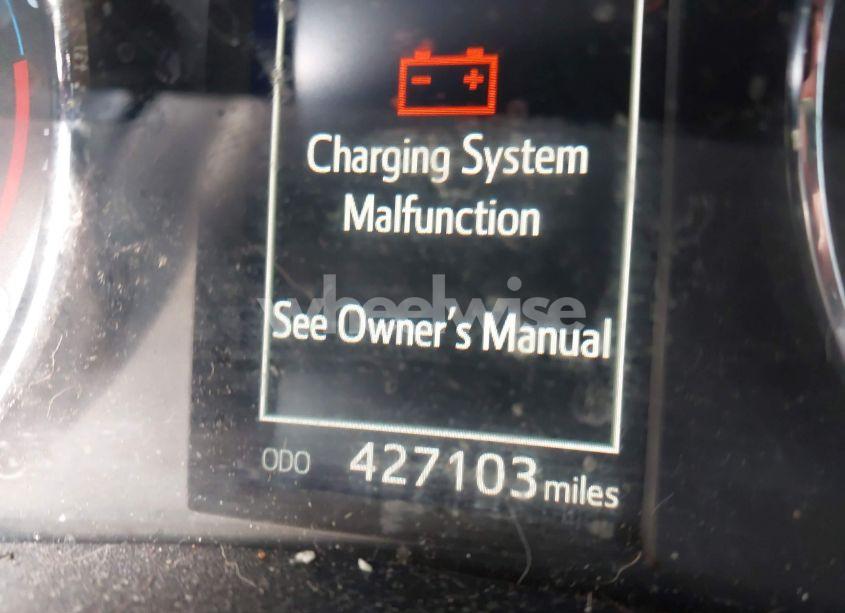 Charging System
Malfunction
wheelwise
See Owner's Manual
ODO 427103 miles